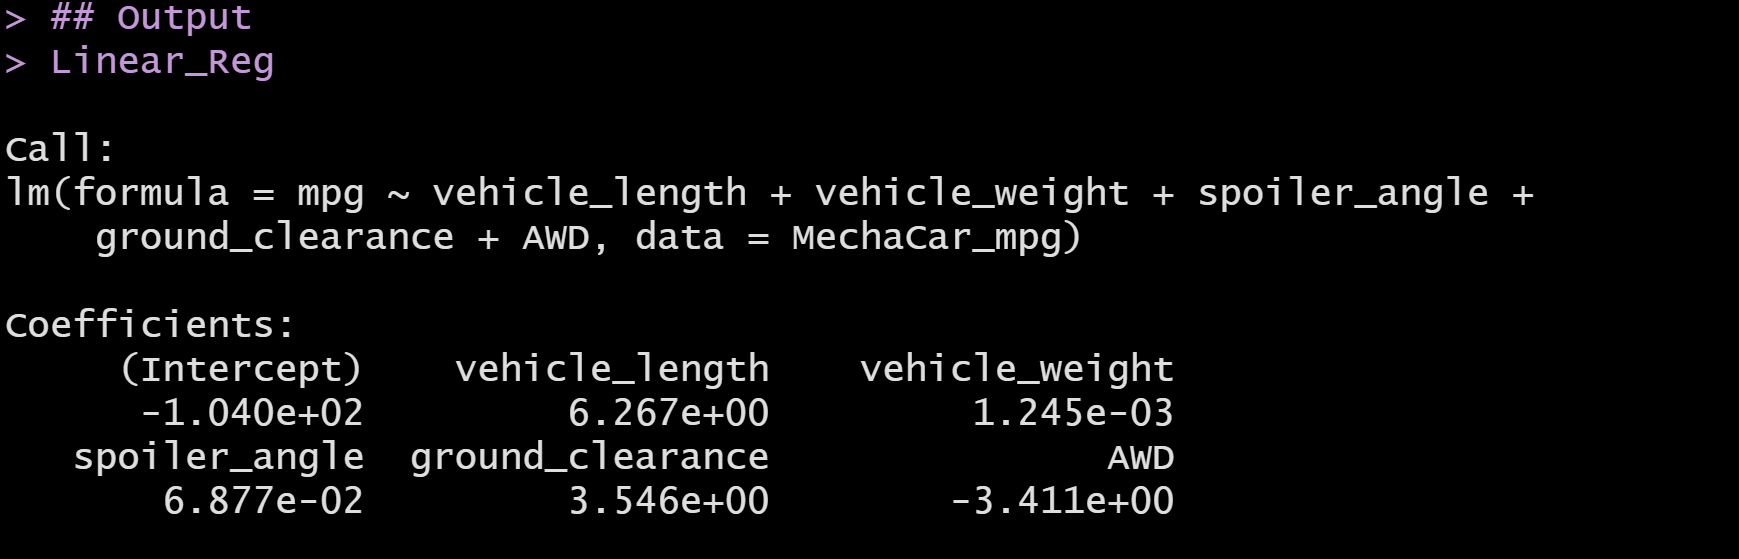 > ## Output
> Linear_Reg
Call:
lm(formula = mpg ~ vehicle_length + vehicle_weight + spoiler_angle +
    ground_clearance + AWD, data = MechaCar_mpg)
Coefficients:
     (Intercept)    vehicle_length    vehicle_weight
      -1.040e+02         6.267e+00         1.245e-03
   spoiler_angle  ground_clearance               AWD
       6.877e-02         3.546e+00        -3.411e+00